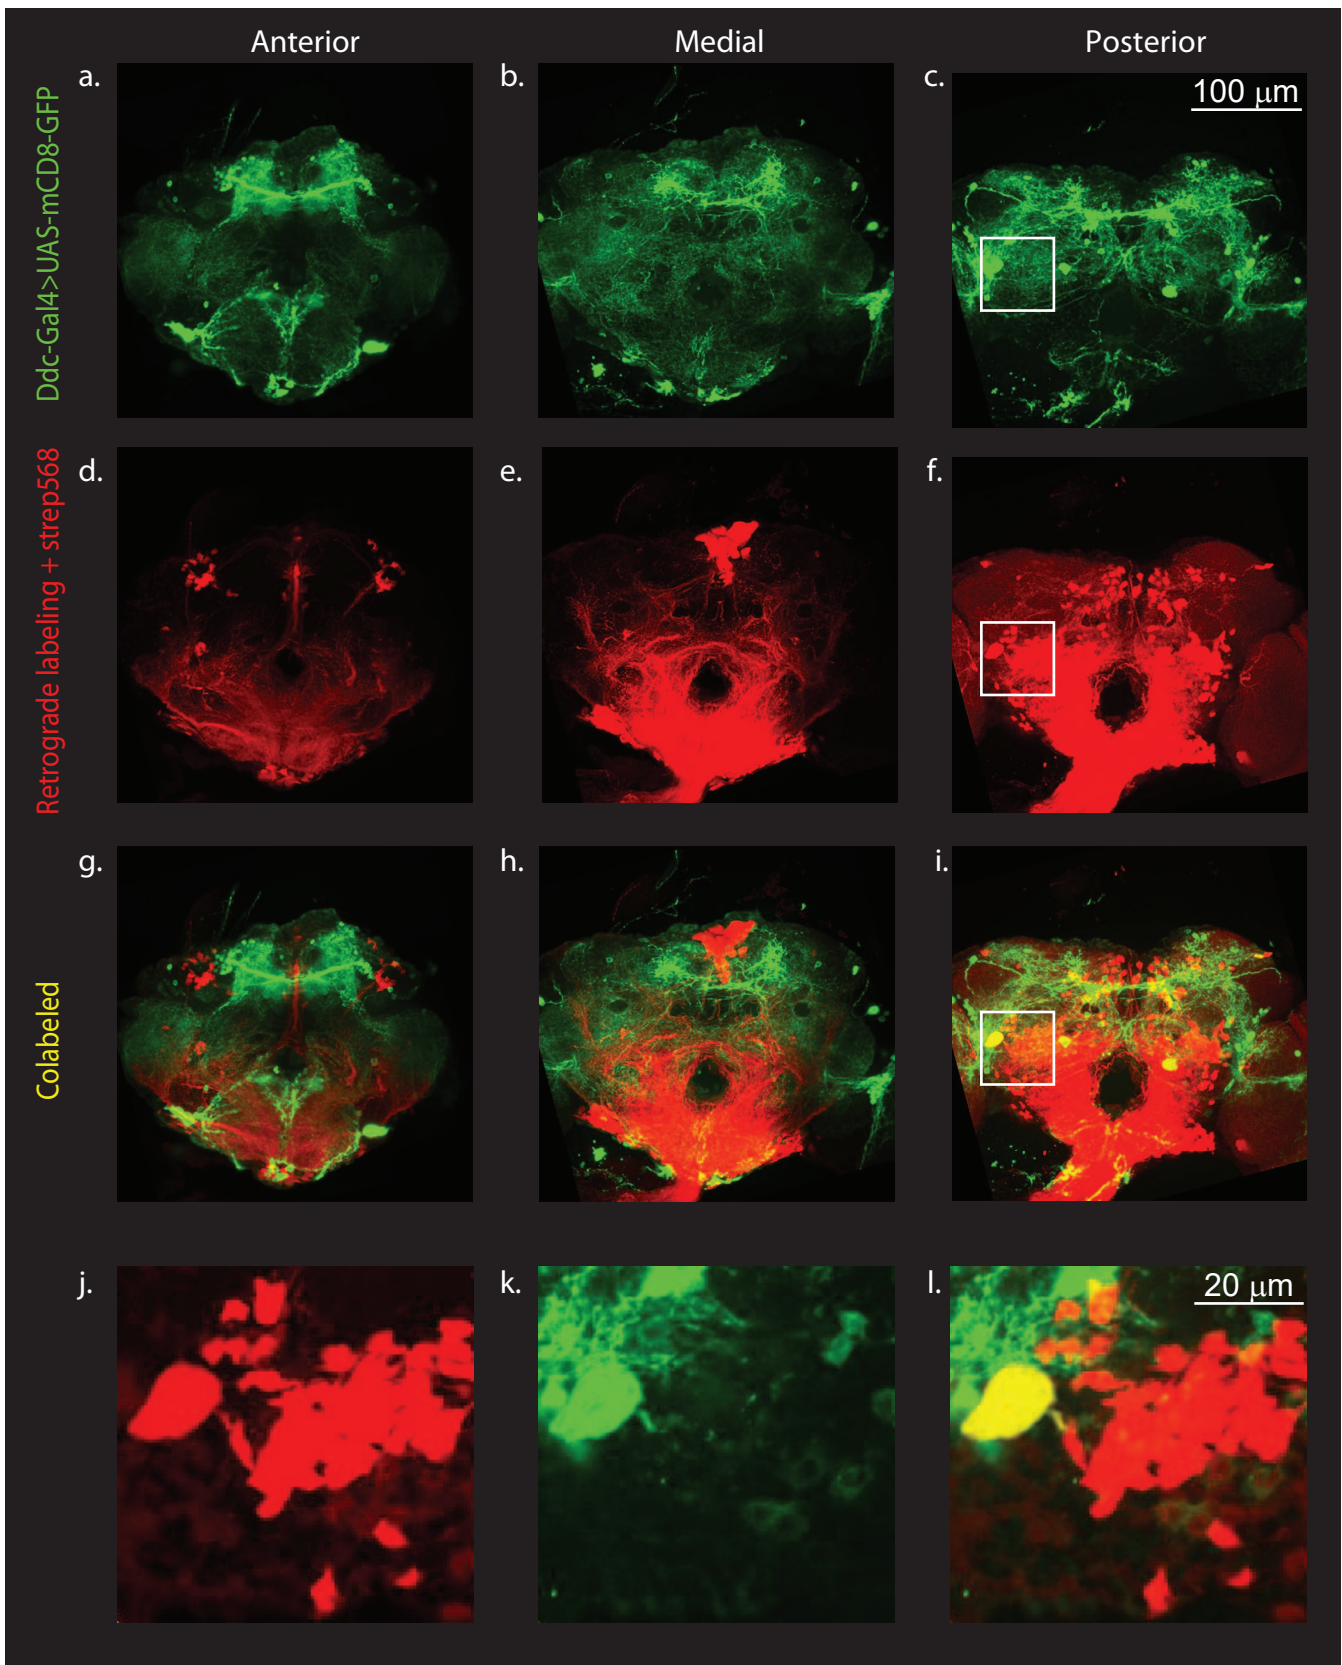 Anterior
Medial
Posterior
a.
b.
c.
100 μm
Ddc-Gal4>UAS-mCD8-GFP
d.
e.
f.
Retrograde labeling + strep568
g.
h.
i.
Colabeled
j.
k.
l.
20 μm